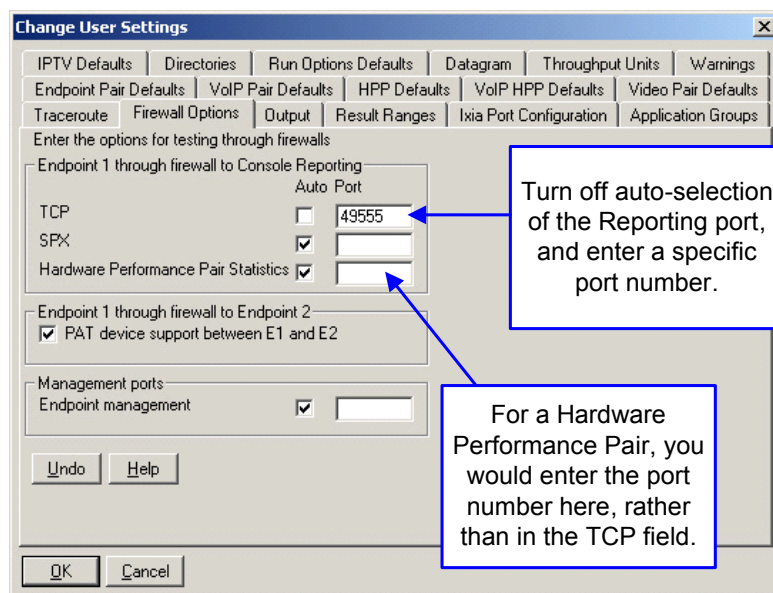 Change User Settings
IPTV Defaults Directories Run Options Defaults Datagram Throughput Units Warnings
Endpoint Pair Defaults VoIP Pair Defaults HPP Defaults VoIP HPP Defaults Video Pair Defaults
Traceroute Firewall Options Output Result Ranges Ixia Port Configuration Application Groups
Enter the options for testing through firewalls
Endpoint 1 through firewall to Console Reporting
Auto Port
TCP 49555
SPX
Hardware Performance Pair Statistics
Endpoint 1 through firewall to Endpoint 2
PAT device support between E1 and E2
Management ports
Endpoint management
Undo Help
OK Cancel
Turn off auto-selection
of the Reporting port,
and enter a specific
port number.
For a Hardware
Performance Pair, you
would enter the port
number here, rather
than in the TCP field.